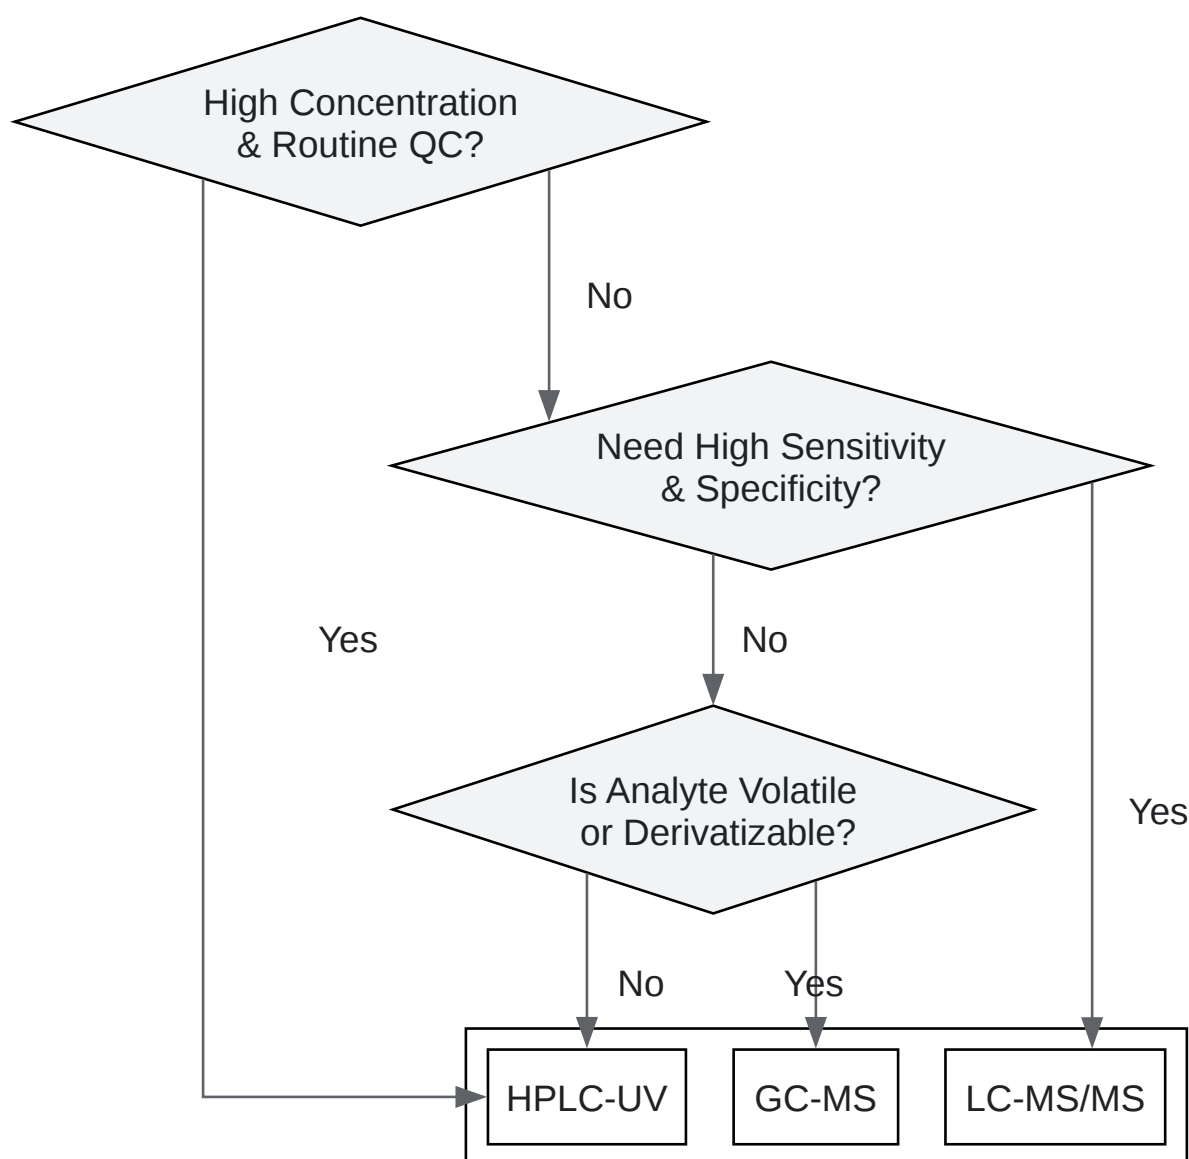 High Concentration
& Routine QC?
No
Need High Sensitivity
& Specificity?
Yes
No
Is Analyte Volatile
or Derivatizable?
Yes
No
Yes
HPLC-UV
GC-MS
LC-MS/MS